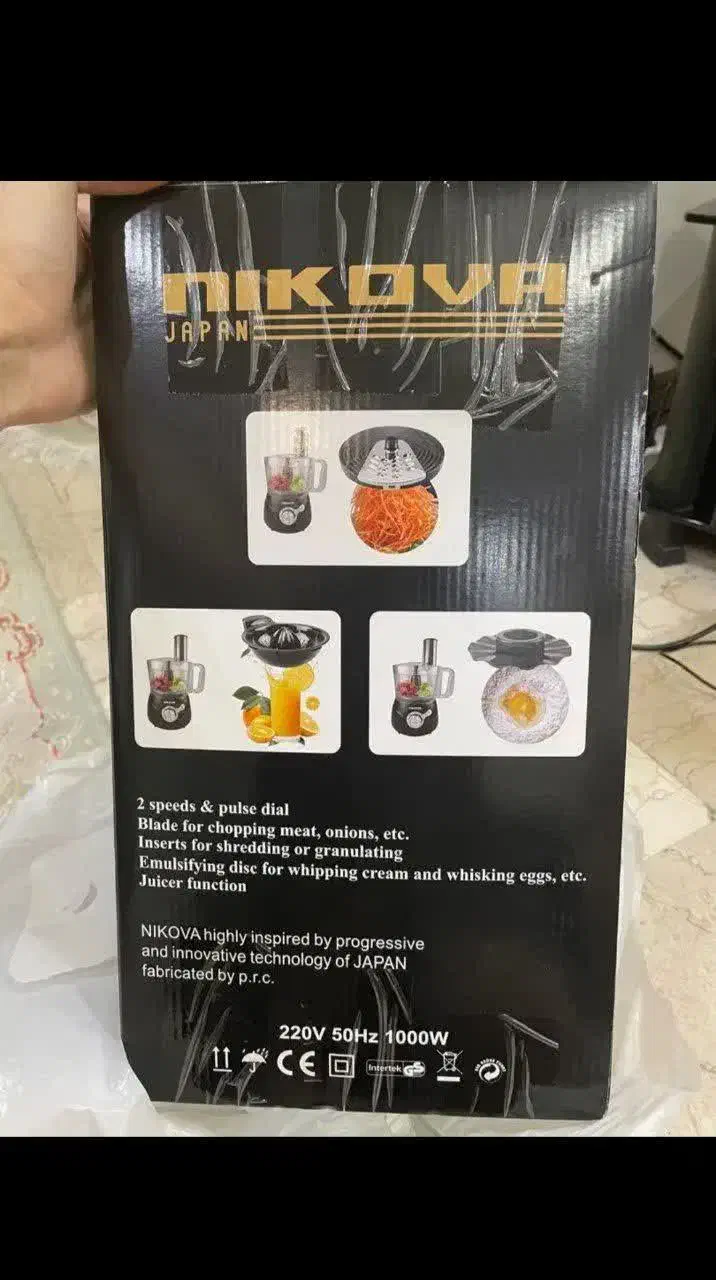 NIKOVA
JAPAN
2 speeds & pulse dial
Blade for chopping meat, onions, etc.
Inserts for shredding or granulating
Emulsifying disc for whipping cream and whisking eggs, etc.
Juicer function
NIKOVA highly inspired by progressive
and innovative technology of JAPAN
fabricated by p.r.c.
220V 50Hz 1000W
CE Intertek GS